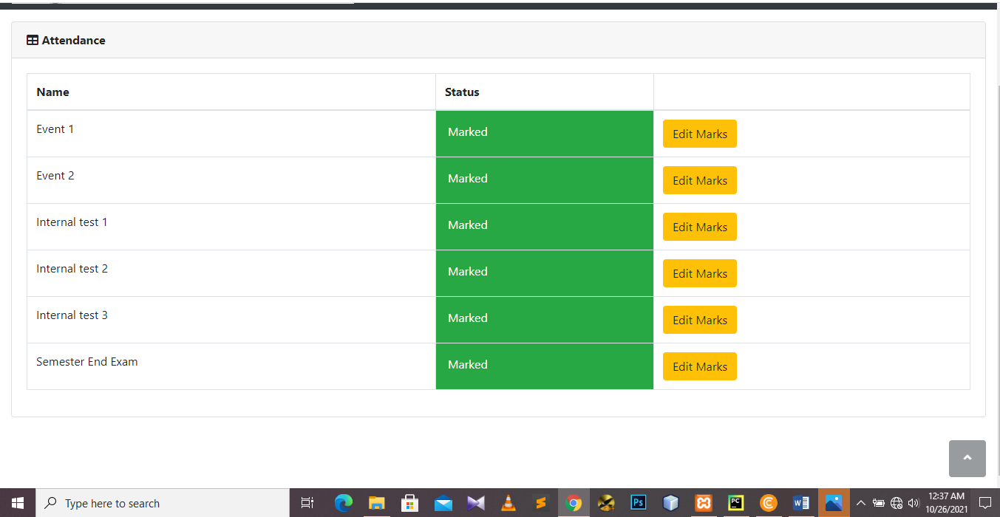 Attendance
Name Status
Event 1 Marked Edit Marks
Event 2 Marked Edit Marks
Internal test 1 Marked Edit Marks
Internal test 2 Marked Edit Marks
Internal test 3 Marked Edit Marks
Semester End Exam Marked Edit Marks
Type here to search
Ps
PC
W
12:37 AM
10/26/2021